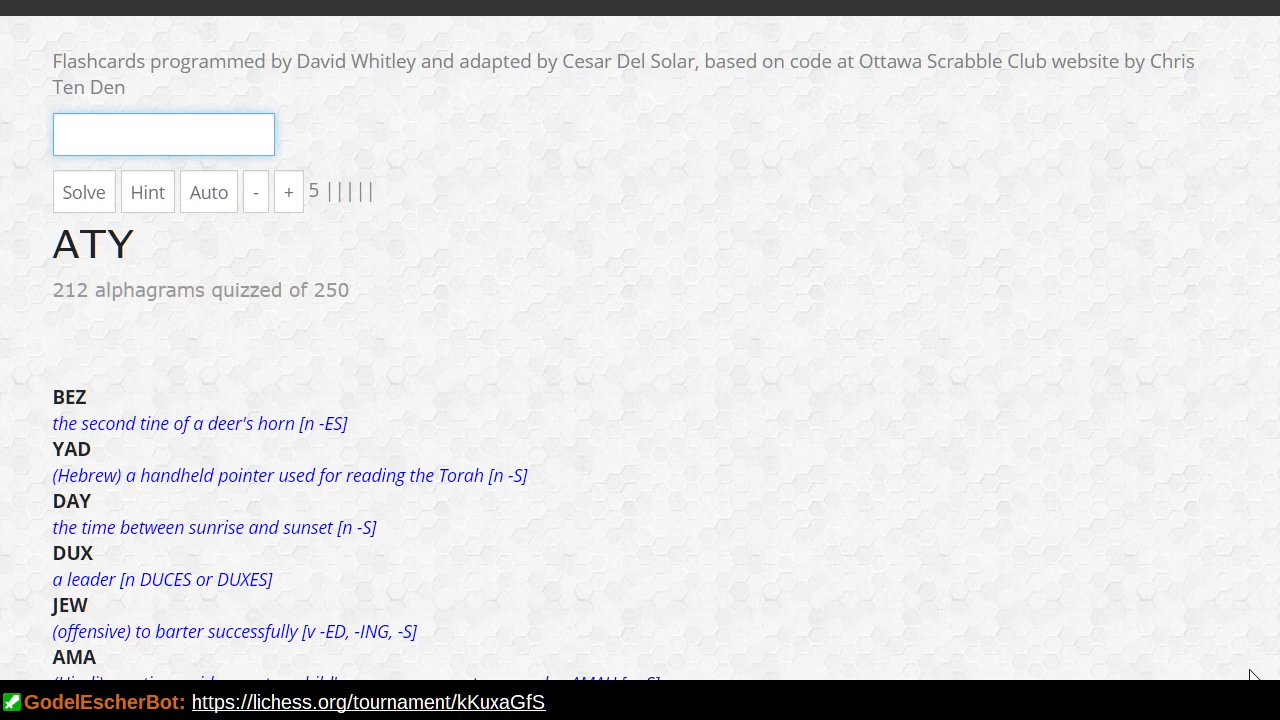 Flashcards programmed by David Whitley and adapted by Cesar Del Solar, based on code at Ottawa Scrabble Club website by Chris
Ten Den
Solve Hint Auto - + 5 |||||
ATY
212 alphagrams quizzed of 250
BEZ
the second tine of a deer's horn [n -ES]
YAD
(Hebrew) a handheld pointer used for reading the Torah [n -S]
DAY
the time between sunrise and sunset [n -S]
DUX
a leader [n DUCES or DUXES]
JEW
(offensive) to barter successfully [v -ED, -ING, -S]
AMA
GodelEscherBot: https://lichess.org/tournament/kKuxaGfS